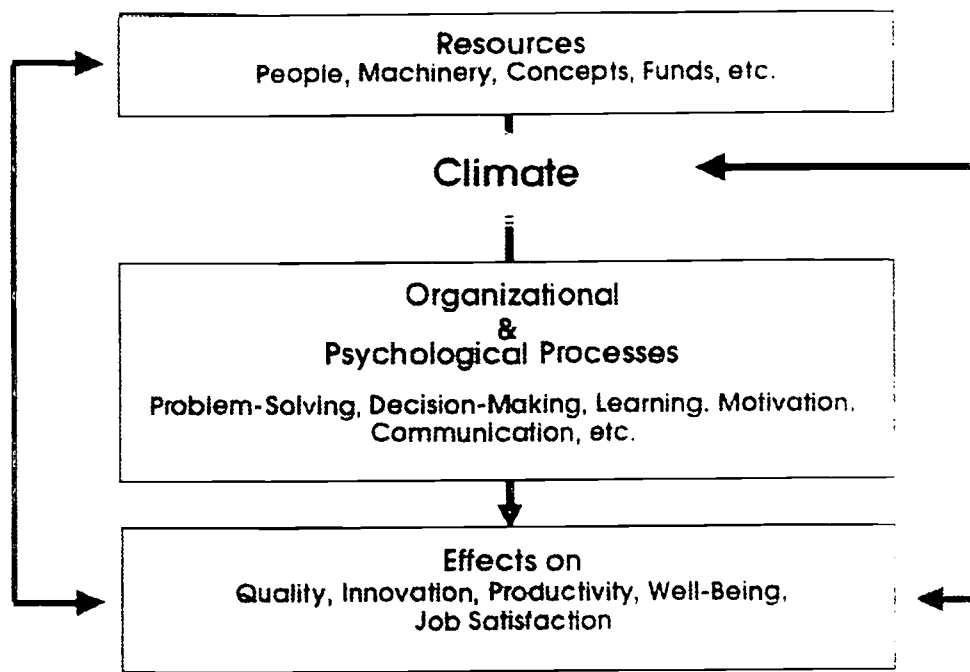 Resources
People, Machinery, Concepts, Funds, etc.
Climate
Organizational
&
Psychological Processes
Problem-Solving, Decision-Making, Learning. Motivation.
Communication, etc.
Effects on
Quality, Innovation, Productivity, Well-Being,
Job Satisfaction